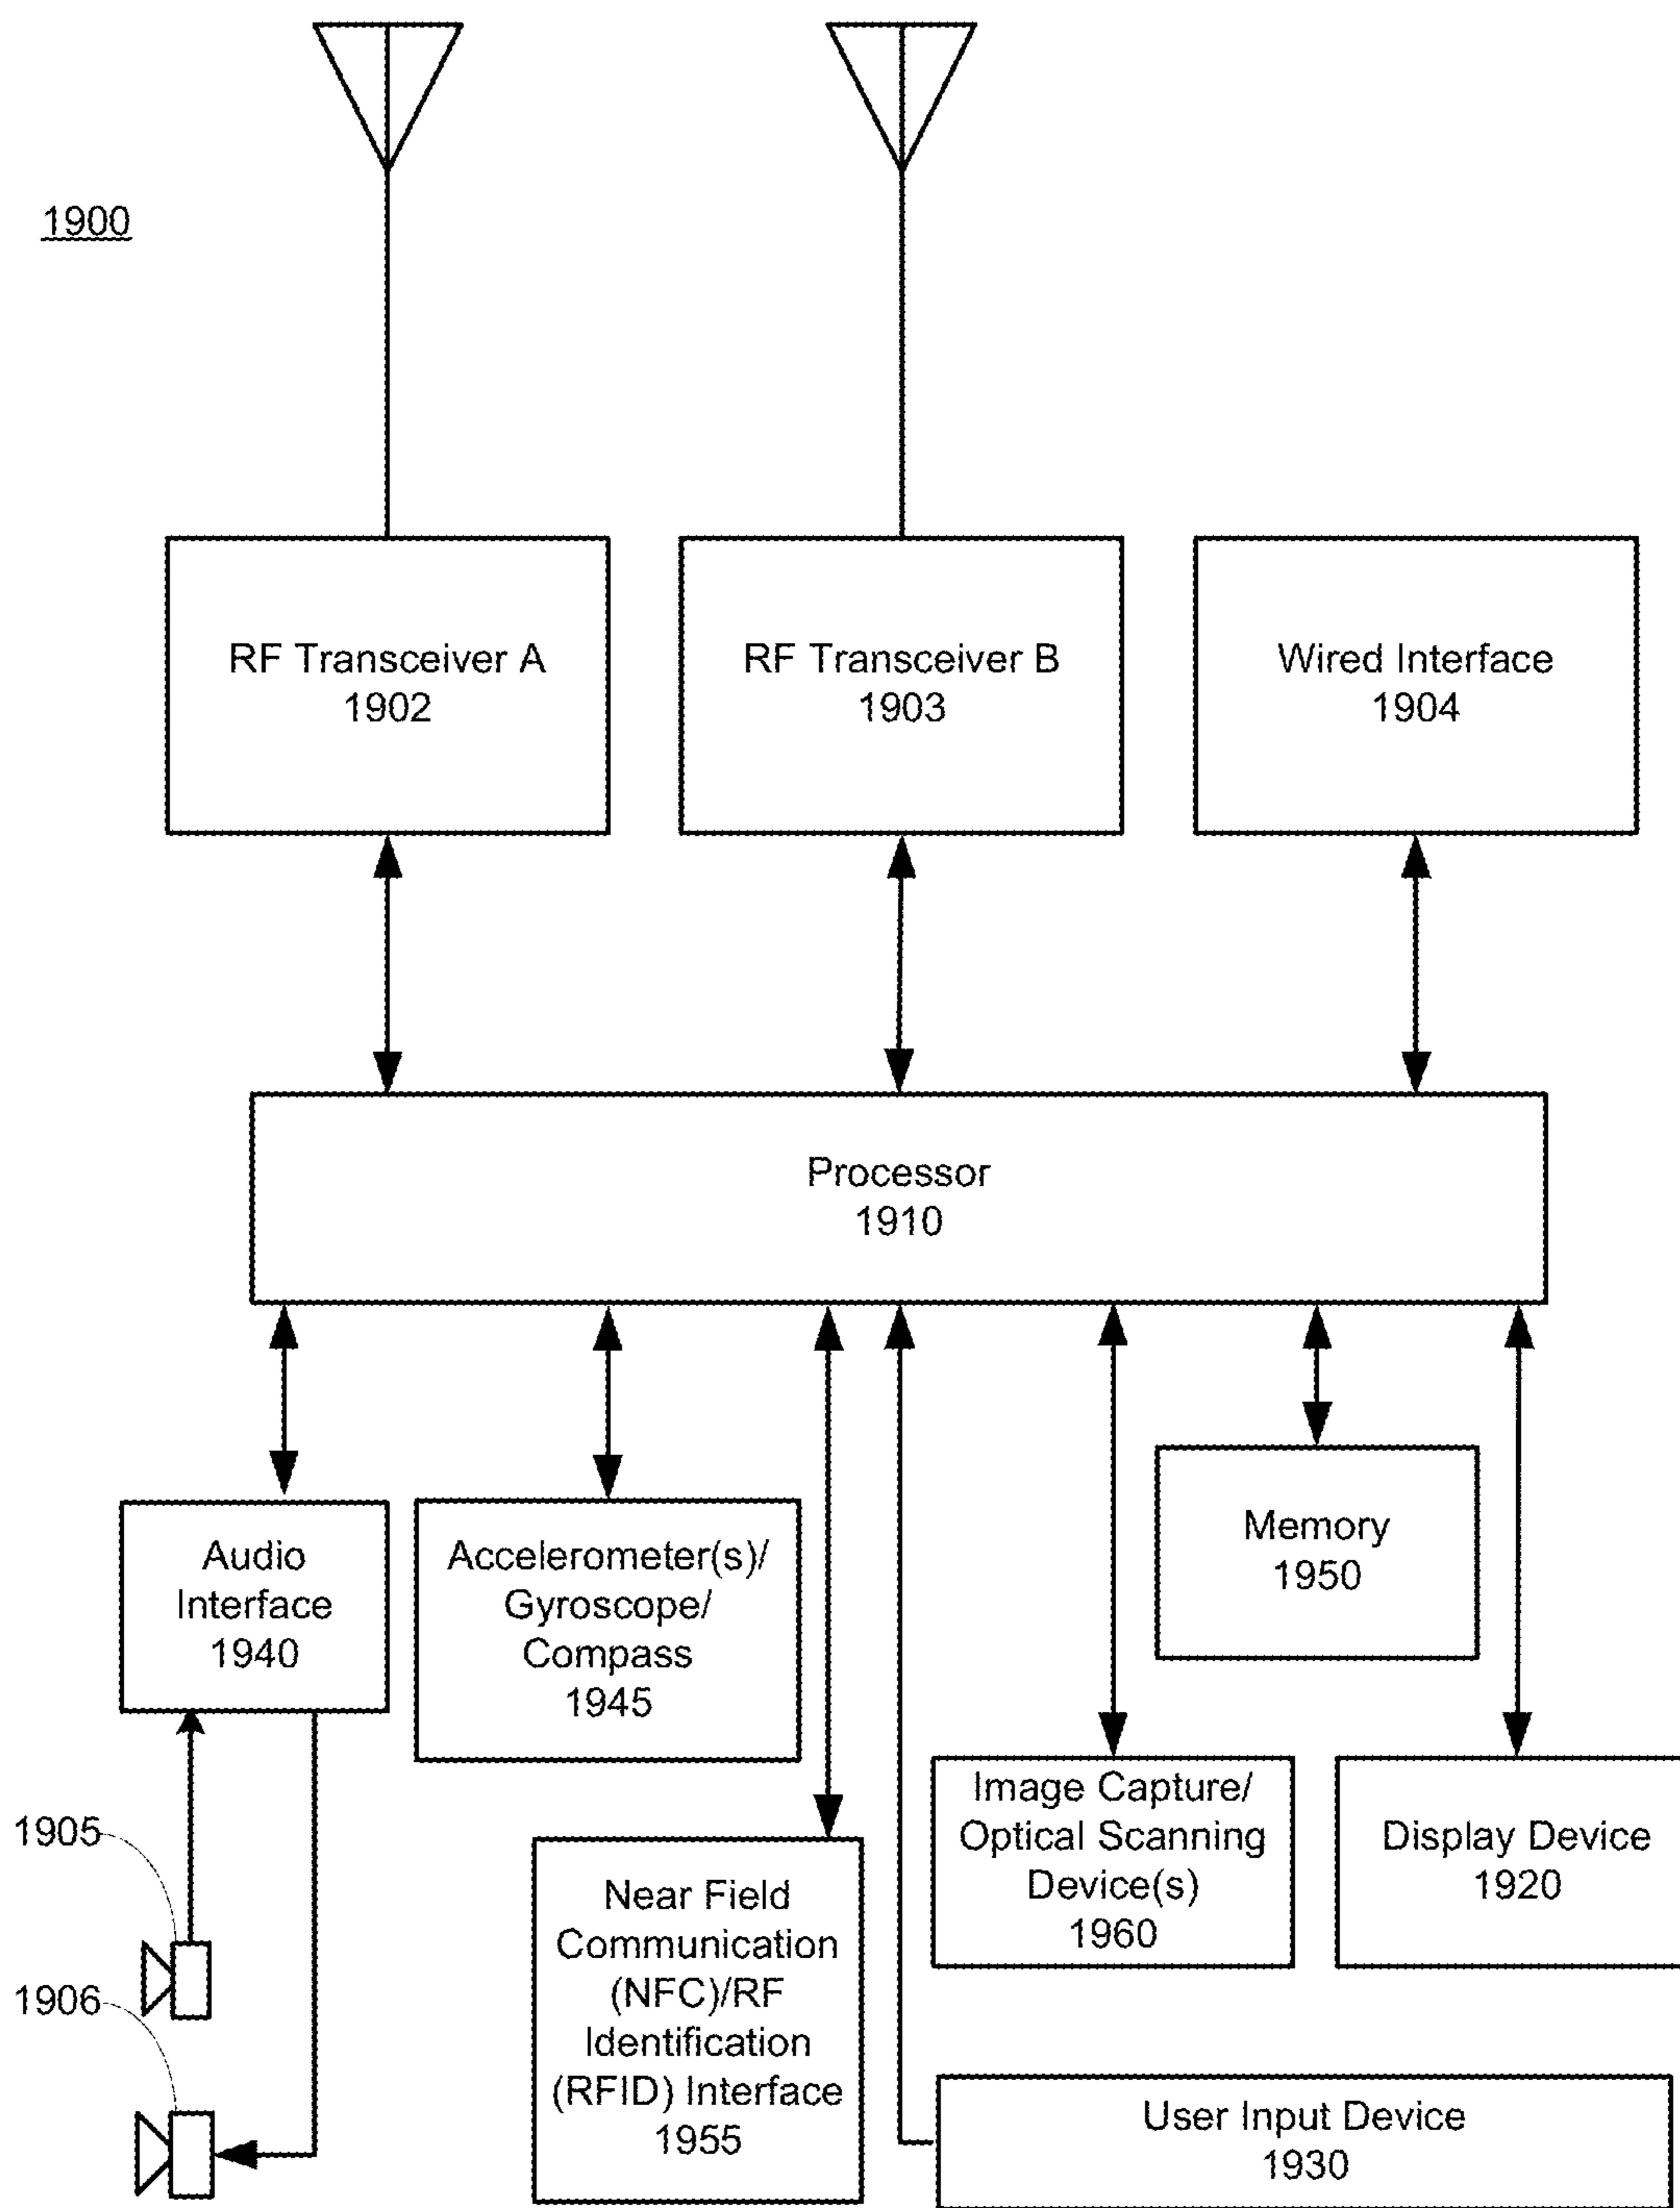 1900
RF Transceiver A
1902
RF Transceiver B
1903
Wired Interface
1904
Processor
1910
Audio
Interface
1940
Accelerometer(s)/
Gyroscope/
Compass
1945
Memory
1950
1905
1906
Near Field
Communication
(NFC)/RF
Identification
(RFID) Interface
1955
Image Capture/
Optical Scanning
Device(s)
1960
Display Device
1920
User Input Device
1930